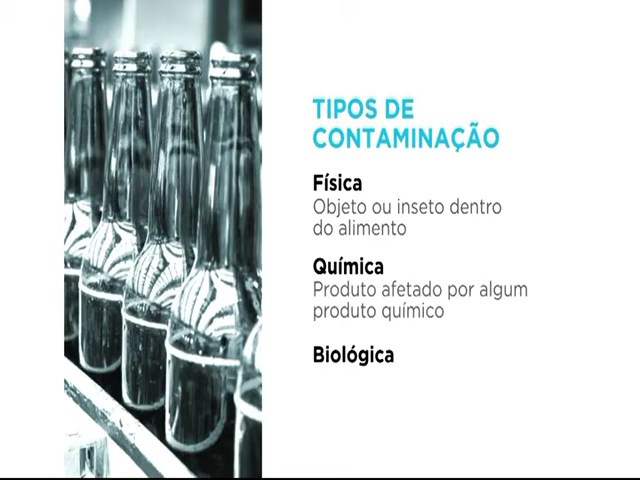 TIPOS DE
CONTAMINAÇÃO
Física
Objeto ou inseto dentro
do alimento
Química
Produto afetado por algum
produto químico
Biológica